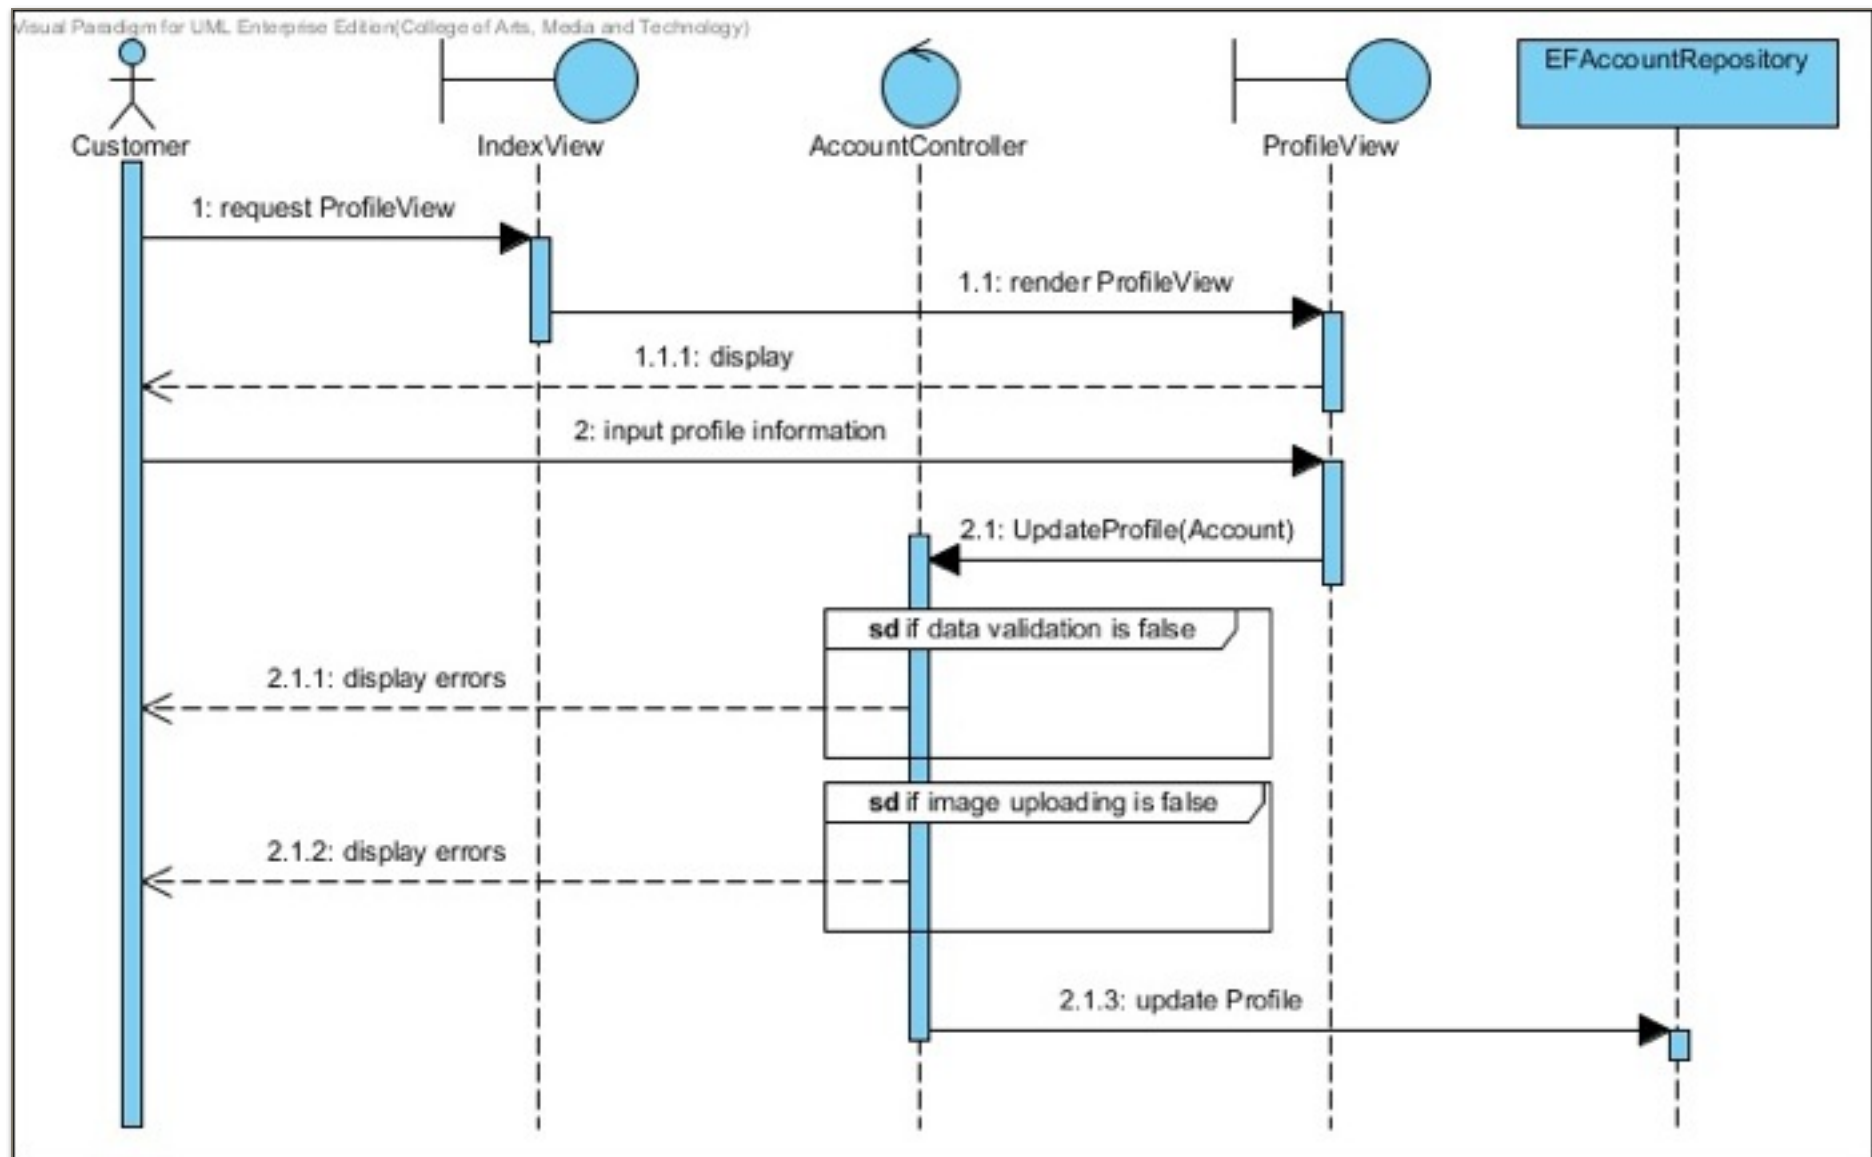 Visual Paradigm for UML Enterprise Edition(College of Arts, Media and Technology)
EFAccountRepository
Customer
IndexView
AccountController
ProfileView
1: request ProfileView
1.1: render ProfileView
1.1.1: display
2: input profile information
2.1: UpdateProfile(Account)
sd if data validation is false
2.1.1: display errors
sd if image uploading is false
2.1.2: display errors
2.1.3: update Profile